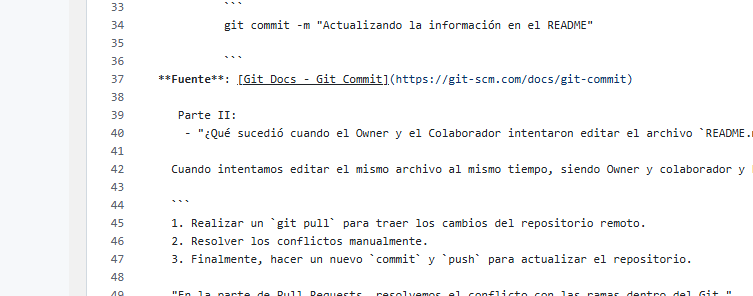 33 ```
34 git commit -m "Actualizando la información en el README"
35
36 ```
37 **Fuente**: [Git Docs - Git Commit](https://git-scm.com/docs/git-commit)
38
39 Parte II:
40 - "¿Qué sucedió cuando el Owner y el Colaborador intentaron editar el archivo `README.
41
42 Cuando intentamos editar el mismo archivo al mismo tiempo, siendo Owner y colaborador y
43
44 ```
45 1. Realizar un `git pull` para traer los cambios del repositorio remoto.
46 2. Resolver los conflictos manualmente.
47 3. Finalmente, hacer un nuevo `commit` y `push` para actualizar el repositorio.
48
49 "En la parte de Pull Requests, resolvemos el conflicto con las ramas dentro del Git "